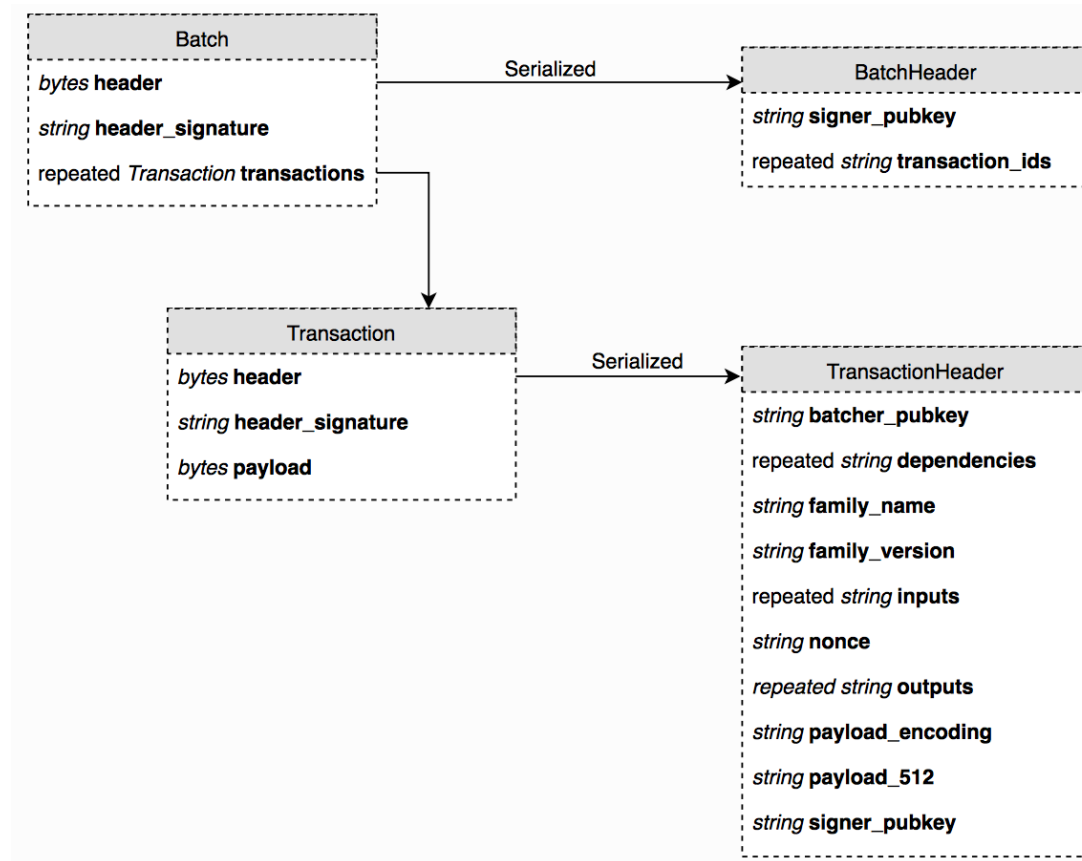 Batch
bytes header
string header_signature
repeated Transaction transactions
Serialized
BatchHeader
string signer_pubkey
repeated string transaction_ids
Transaction
bytes header
string header_signature
bytes payload
Serialized
TransactionHeader
string batcher_pubkey
repeated string dependencies
string family_name
string family_version
repeated string inputs
string nonce
repeated string outputs
string payload_encoding
string payload_512
string signer_pubkey